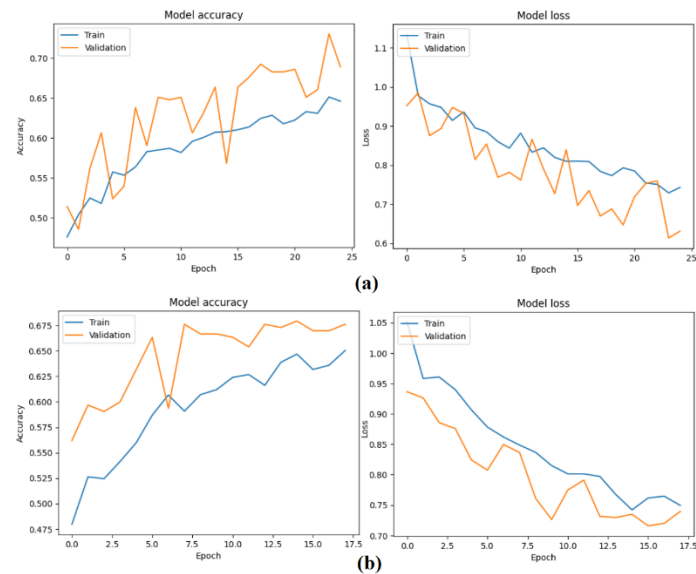 Model accuracy
Train
Validation
0.70
0.65
0.60
0.55
0.50
Accuracy
0
5
10
15
20
25
Epoch
Model loss
Train
Validation
1.1
1.0
0.9
0.8
0.7
0.6
Loss
0
5
10
15
20
25
Epoch
(a)
Model accuracy
Train
Validation
0.675
0.650
0.625
0.600
0.575
0.550
0.525
0.500
0.475
Accuracy
0.0
2.5
5.0
7.5
10.0
12.5
15.0
17.5
Epoch
Model loss
Train
Validation
1.05
1.00
0.95
0.90
0.85
0.80
0.75
0.70
Loss
0.0
2.5
5.0
7.5
10.0
12.5
15.0
17.5
Epoch
(b)